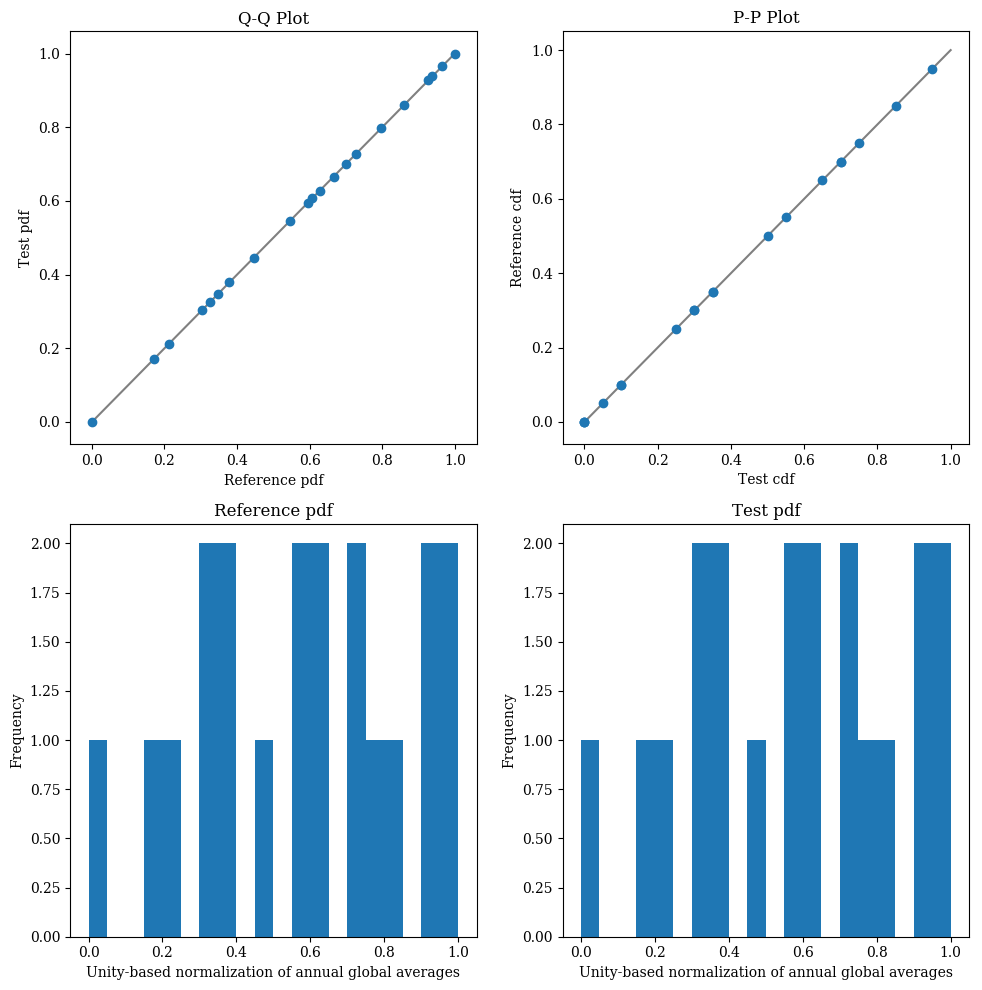 Q-Q Plot
1.0
0.8
0.6
0.4
0.2
0.0
Test pdf
0.0 0.2 0.4 0.6 0.8 1.0
Reference pdf
P-P Plot
1.0
0.8
0.6
0.4
0.2
0.0
Reference cdf
0.0 0.2 0.4 0.6 0.8 1.0
Test cdf
Reference pdf
2.00
1.75
1.50
1.25
1.00
0.75
0.50
0.25
0.00
Frequency
0.0 0.2 0.4 0.6 0.8 1.0
Unity-based normalization of annual global averages
Test pdf
2.00
1.75
1.50
1.25
1.00
0.75
0.50
0.25
0.00
Frequency
0.0 0.2 0.4 0.6 0.8 1.0
Unity-based normalization of annual global averages